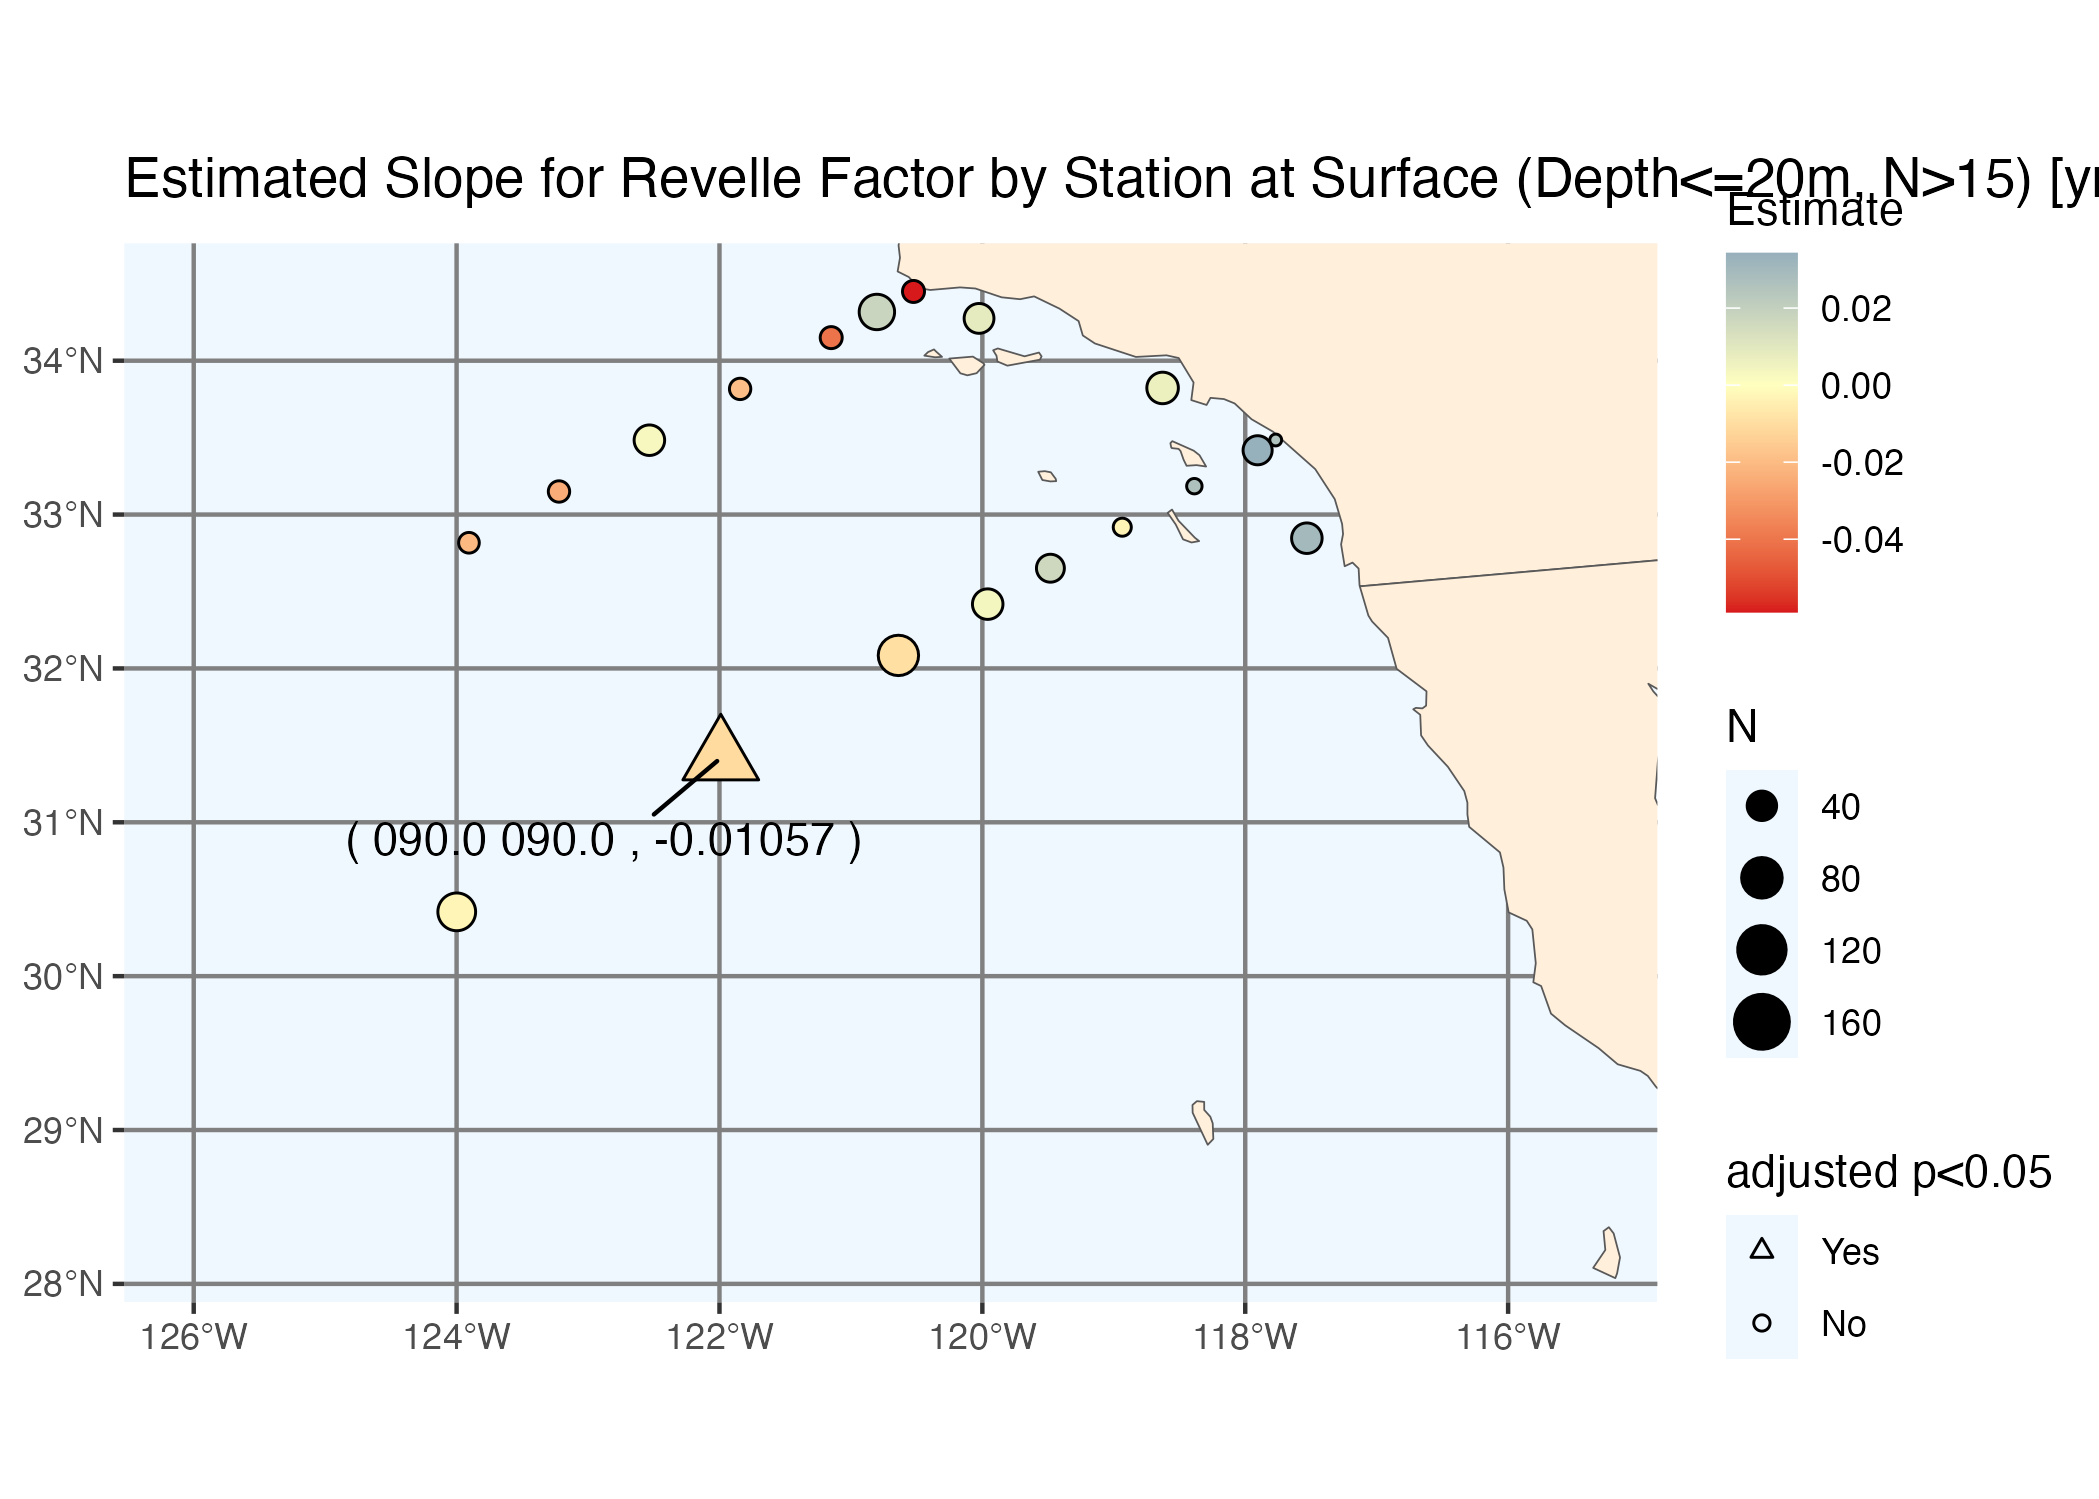 Estimated Slope for Revelle Factor by Station at Surface (Depth<=20m, N>15) [yr
Estimate
0.02
0.00
-0.02
-0.04
N
40
80
120
160
adjusted p<0.05
Yes
No
34°N
33°N
32°N
31°N
30°N
29°N
28°N
( 090.0 090.0 , -0.01057 )
126°W
124°W
122°W
120°W
118°W
116°W